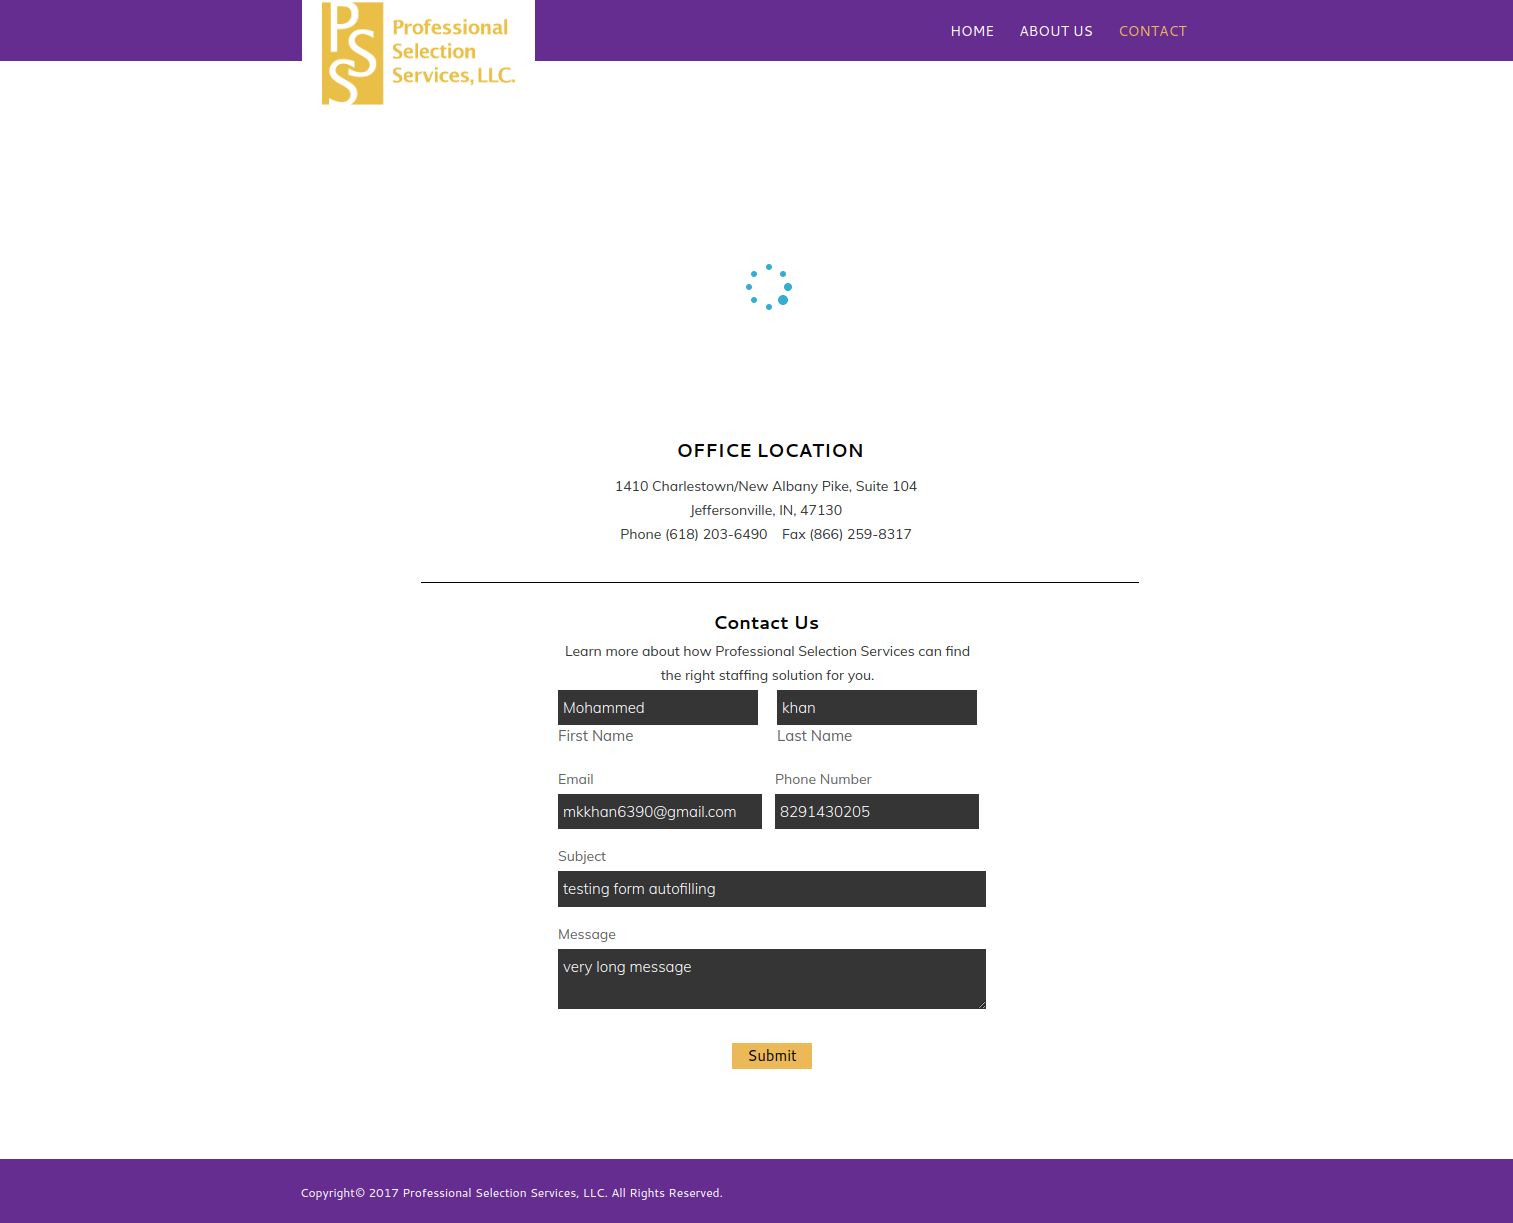 PSS
Professional
Selection
Services, LLC.
HOME ABOUT US CONTACT
OFFICE LOCATION
1410 Charlestown/New Albany Pike, Suite 104
Jeffersonville, IN, 47130
Phone (618) 203-6490 Fax (866) 259-8317
Contact Us
Learn more about how Professional Selection Services can find
the right staffing solution for you.
Mohammed khan
First Name Last Name
Email Phone Number
mkkhan6390@gmail.com 8291430205
Subject
testing form autofilling
Message
very long message
Submit
Copyright© 2017 Professional Selection Services, LLC. All Rights Reserved.